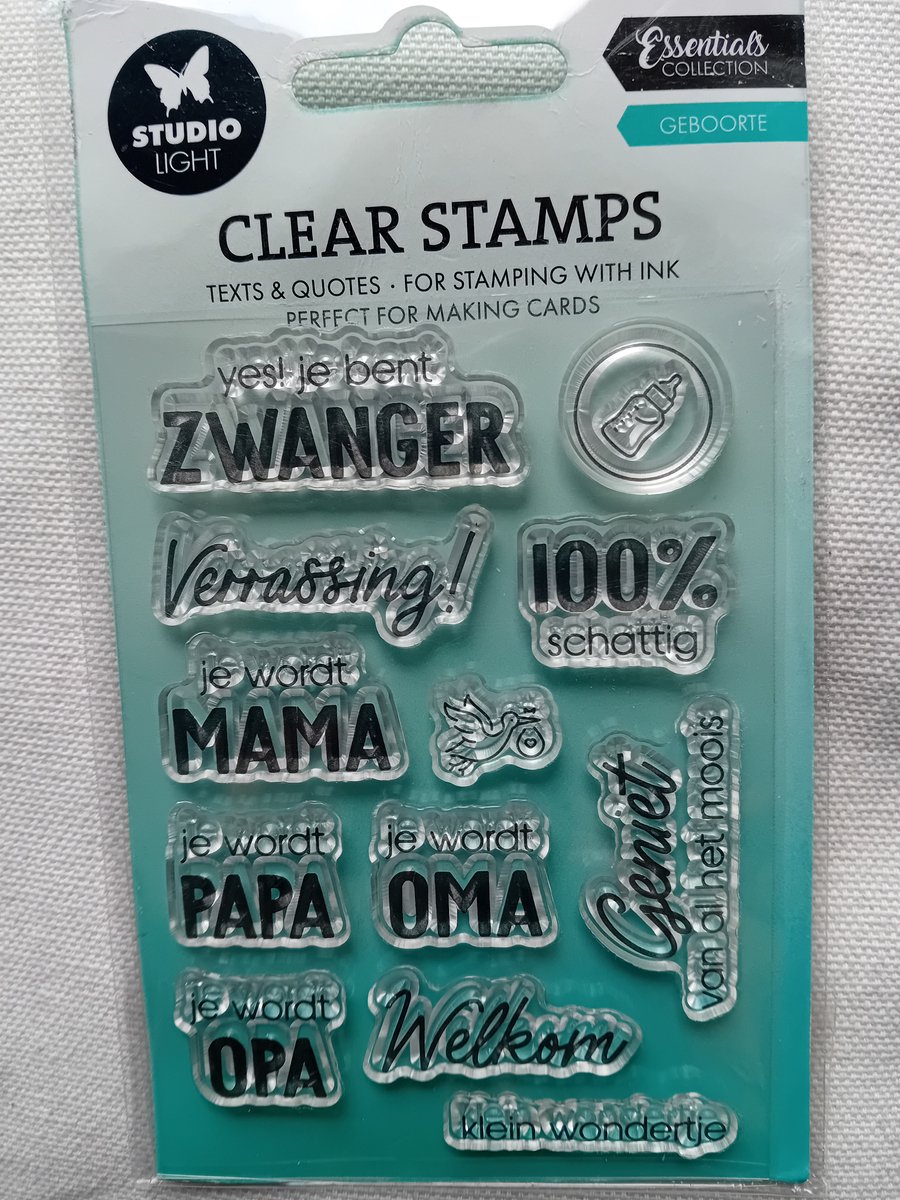 STUDIO
LIGHT
Essentials
COLLECTION
GEBOORTE
CLEAR STAMPS
TEXTS & QUOTES · FOR STAMPING WITH INK
PERFECT FOR MAKING CARDS
yes! je bent
ZWANGER
Verrassing!
100%
schattig
je wordt
MAMA
je wordt
PAPA
je wordt
OMA
Geniet
van al het moois
je wordt
OPA
Welkom
klein wondertje